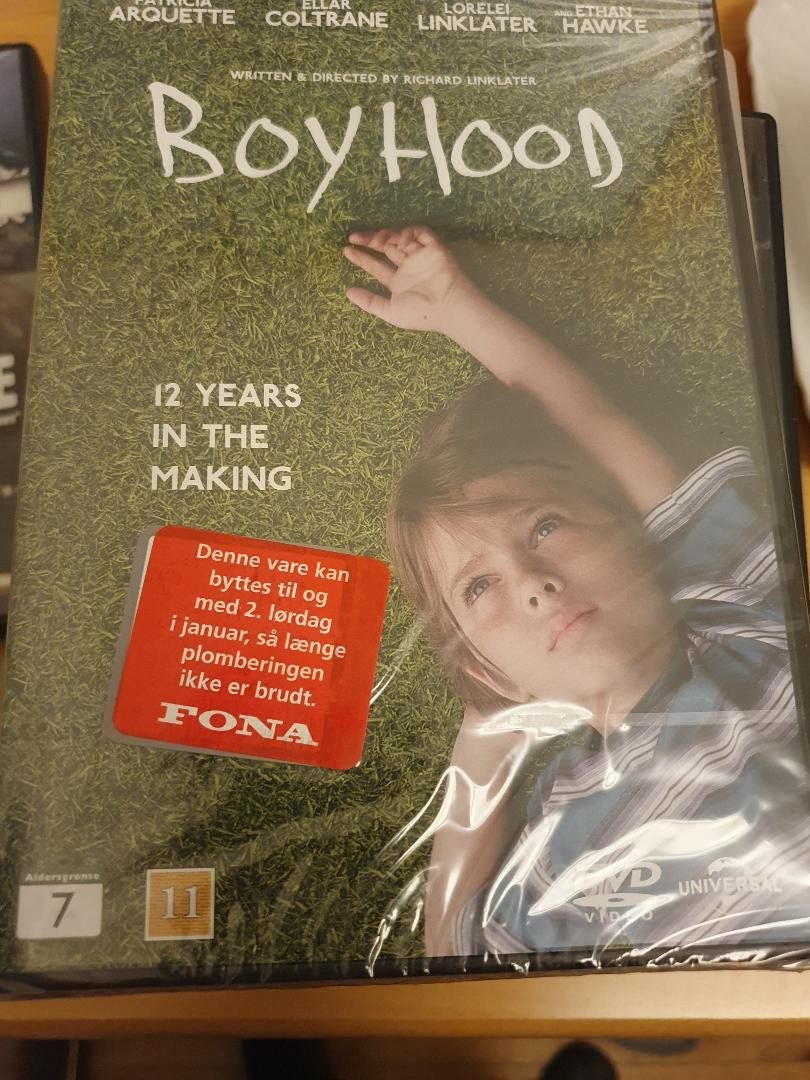 PATRICIA ELLAR LORELEI AND ETHAN
ARQUETTE COLTRANE LINKLATER HAWKE
WRITTEN & DIRECTED BY RICHARD LINKLATER
BOYHOOD
12 YEARS
IN THE
MAKING
Denne vare kan
byttes til og
med 2. lørdag
i januar, så længe
plomberingen
ikke er brudt.
FONA
Aldersgrense
7
11
DVD
VIDEO
UNIVERSAL
E